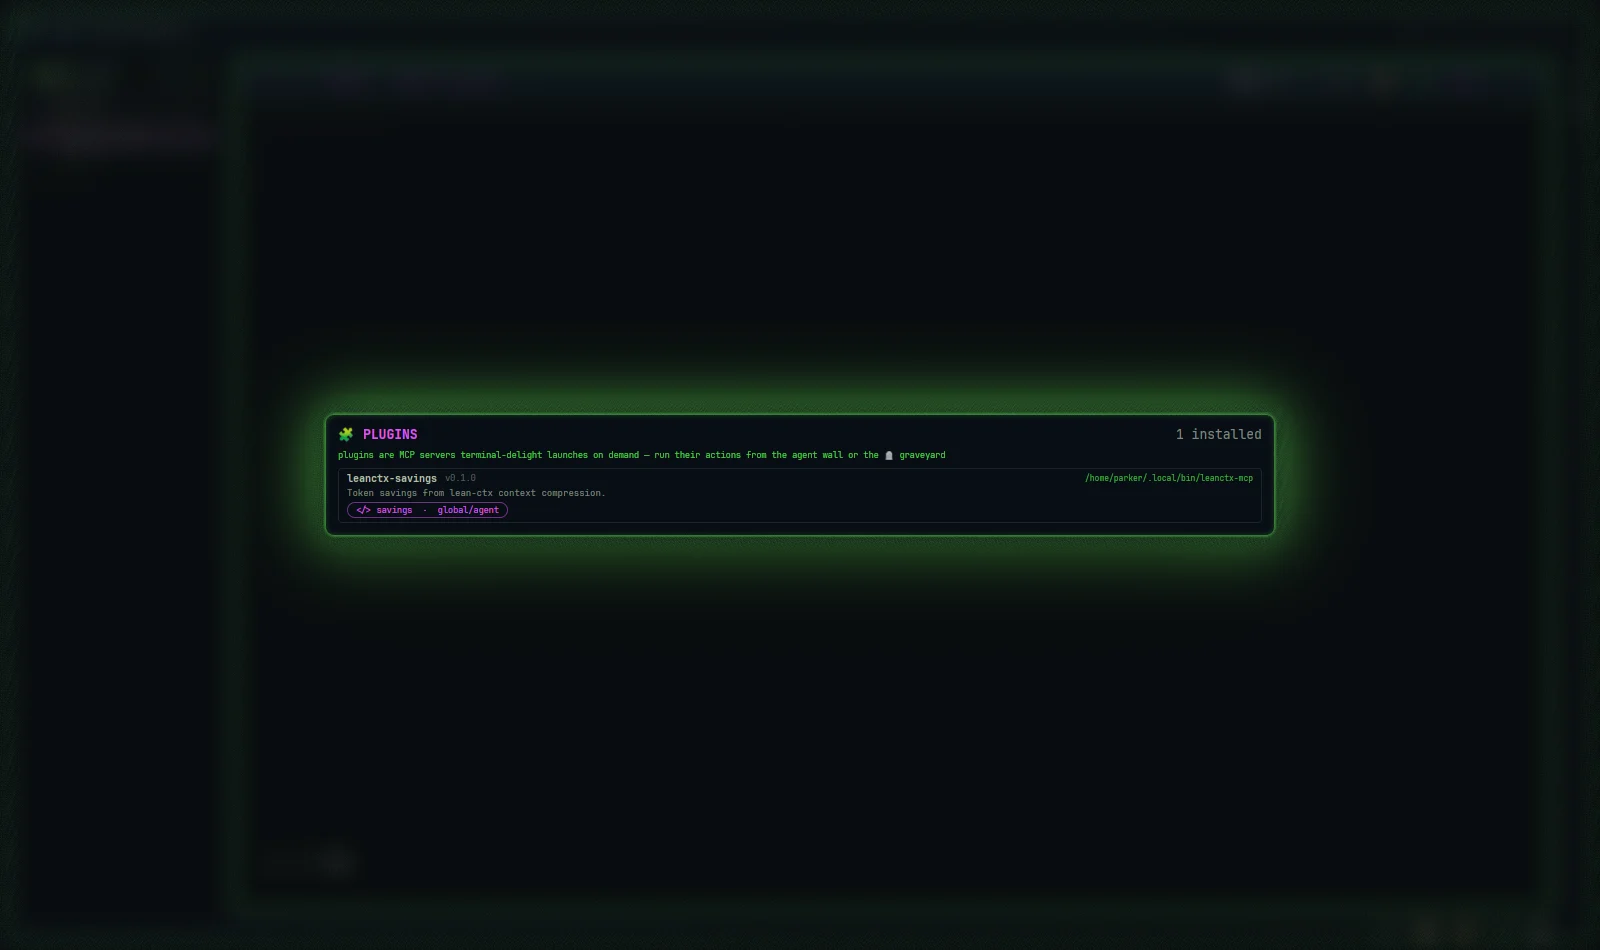 PLUGINS
1 installed
plugins are MCP servers terminal-delight launches on demand — run their actions from the agent wall or the 🪦 graveyard
leanctx-savings v0.1.0
/home/parker/.local/bin/leanctx-mcp
Token savings from lean-ctx context compression.
</> savings · global/agent